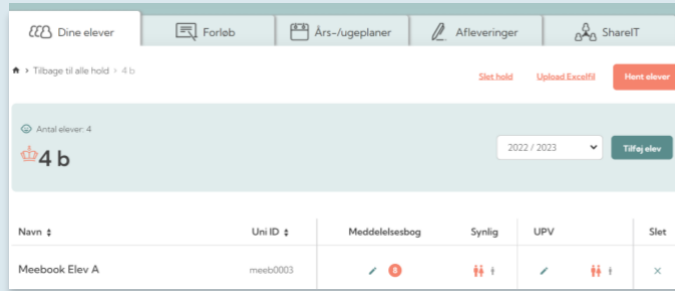 Dine elever
Forløb
Års-/ugeplaner
Afleveringer
ShareIT
> Tilbage til alle hold > 4 b
Slet hold
Upload Excelfil
Hent elever
Antal elever: 4
4 b
2022 / 2023
Tilføj elev
Navn
Uni ID
Meddelelsesbog
Synlig
UPV
Slet
Meebook Elev A
meeb0003